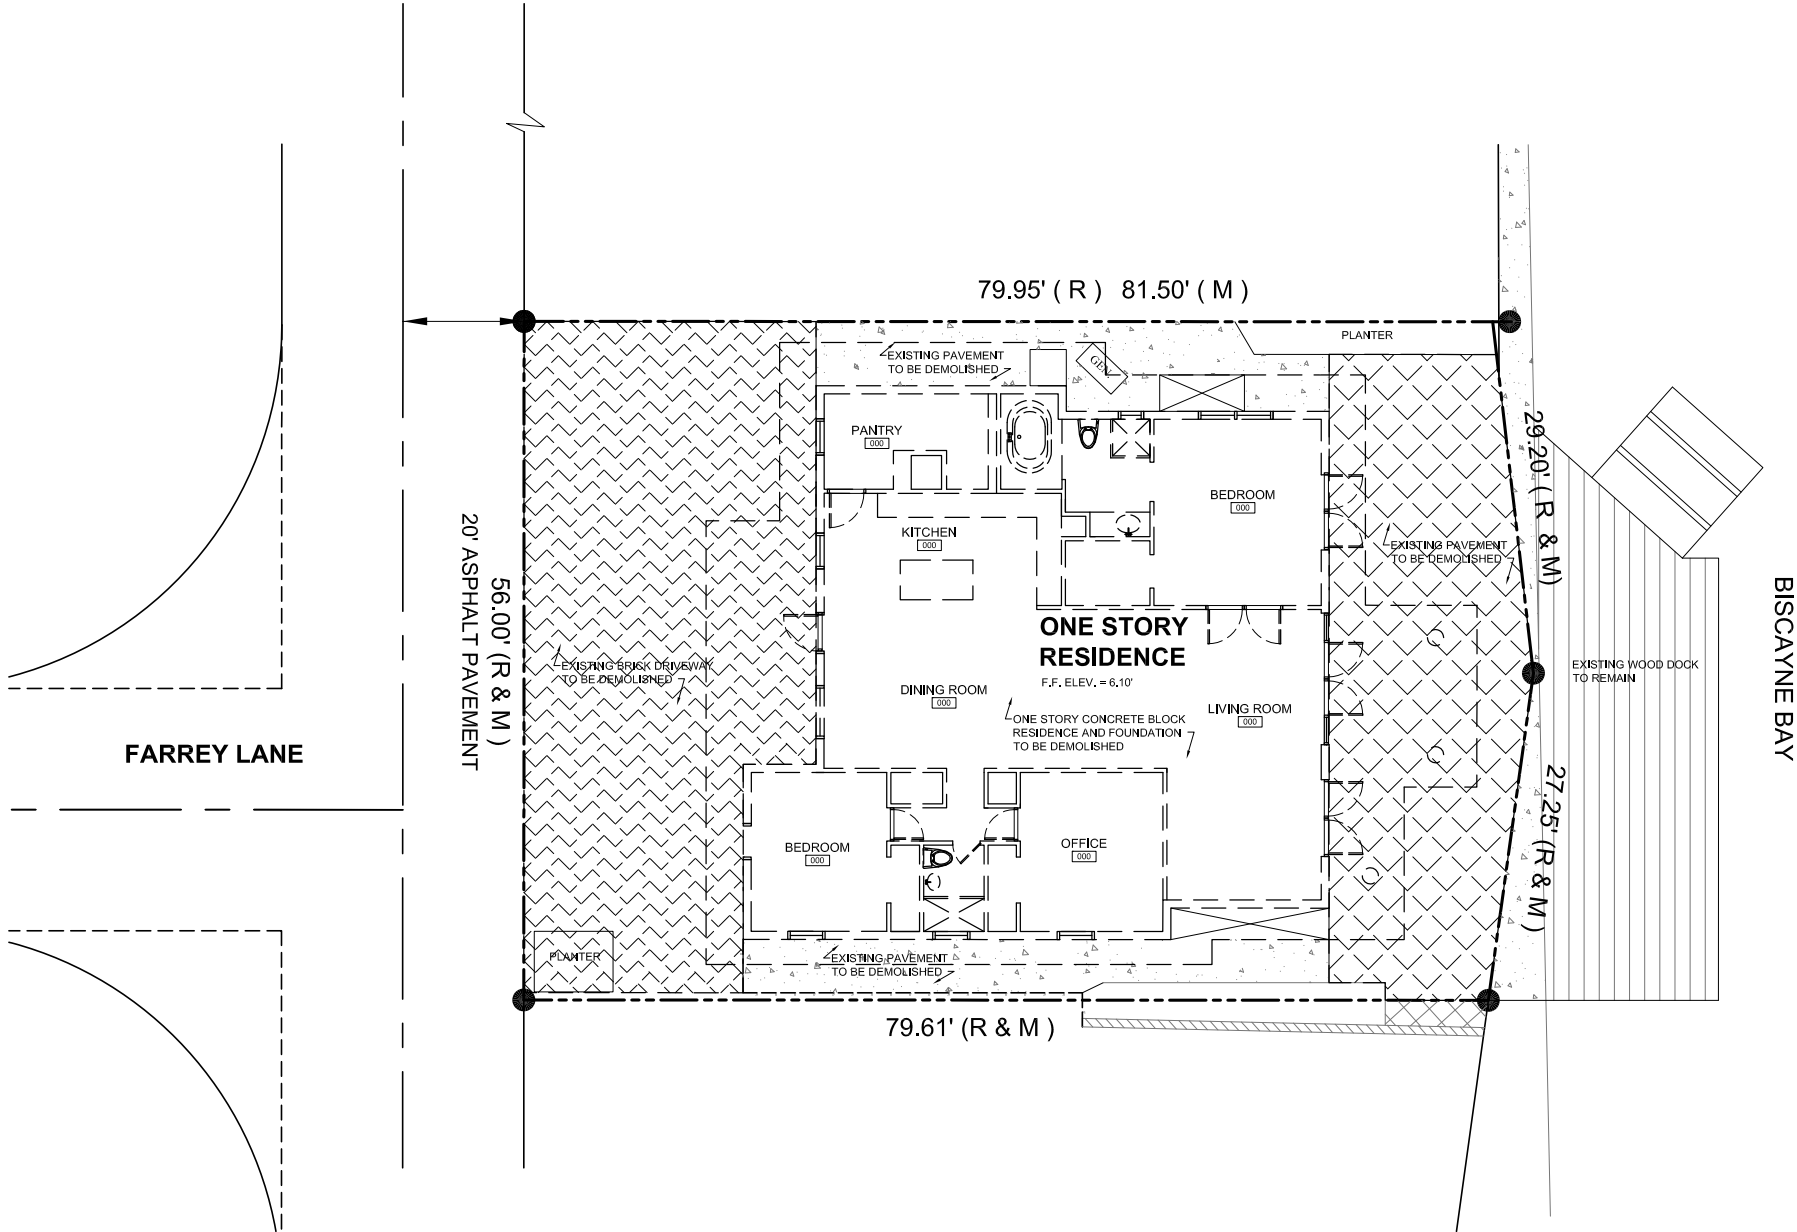 79.95' ( R ) 81.50' ( M )
PLANTER
EXISTING PAVEMENT
TO BE DEMOLISHED
GEN.
PANTRY
000
BEDROOM
000
KITCHEN
000
29.20' ( R & M)
EXISTING PAVEMENT
TO BE DEMOLISHED
20' ASPHALT PAVEMENT
56.00' (R & M )
ONE STORY
RESIDENCE
F.F. ELEV. = 6.10'
EXISTING BRICK DRIVEWAY
TO BE DEMOLISHED
EXISTING WOOD DOCK
TO REMAIN
BISCAYNE BAY
DINING ROOM
000
LIVING ROOM
000
ONE STORY CONCRETE BLOCK
RESIDENCE AND FOUNDATION
TO BE DEMOLISHED
FARREY LANE
27.25' (R & M )
BEDROOM
000
OFFICE
000
PLANTER
EXISTING PAVEMENT
TO BE DEMOLISHED
79.61' (R & M )